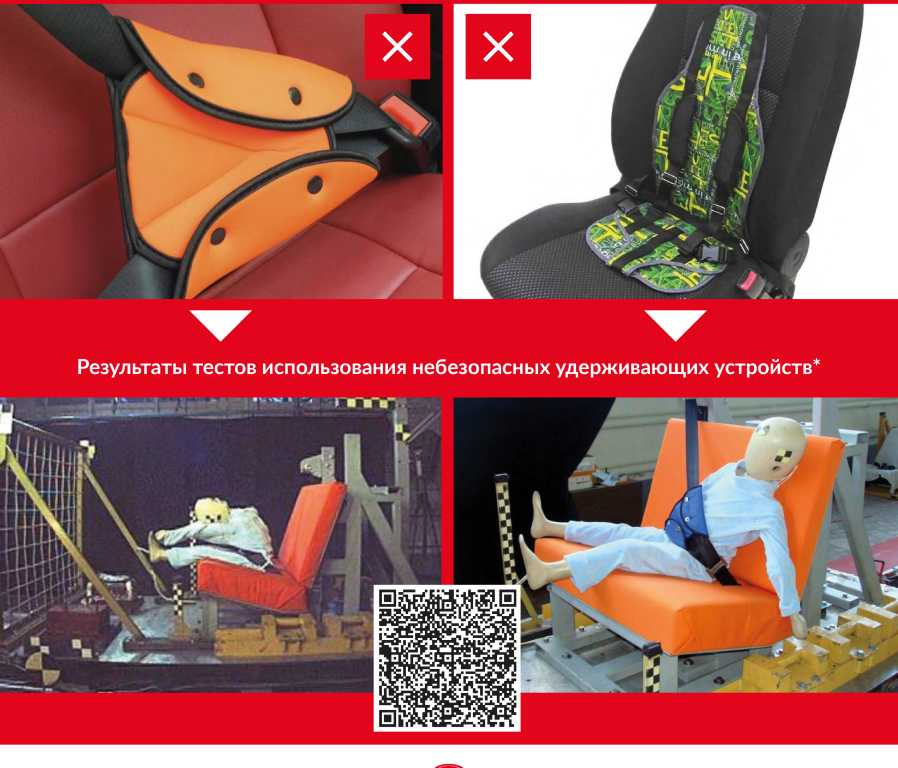 Результаты тестов использования небезопасных удерживающих устройств*